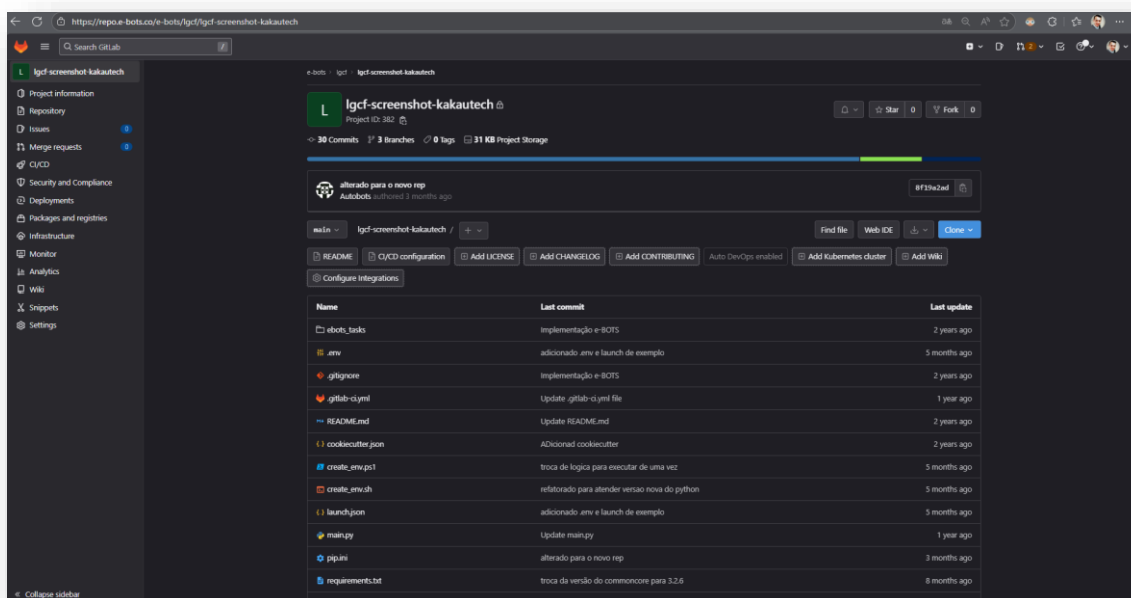 https://repo.e-bots.co/e-bots/lgcf/lgcf-screenshot-kakautech
Search GitLab /
L lgcf-screenshot-kakautech
Project information
Repository
Issues 0
Merge requests 0
CI/CD
Security and Compliance
Deployments
Packages and registries
Infrastructure
Monitor
Analytics
Wiki
Snippets
Settings
Collapse sidebar
e-bots lgcf lgcf-screenshot-kakautech
L lgcf-screenshot-kakautech
Project ID: 382
Star 0 Fork 0
30 Commits 3 Branches 0 Tags 31 KB Project Storage
alterado para o novo rep
Autobots authored 3 months ago
8f19a2ad
main lgcf-screenshot-kakautech / +
Find file Web IDE Clone
README CI/CD configuration Add LICENSE Add CHANGELOG Add CONTRIBUTING Auto DevOps enabled Add Kubernetes cluster Add Wiki
Configure Integrations
Name Last commit Last update
ebots_tasks Implementação e-BOTS 2 years ago
.env adicionado .env e launch de exemplo 5 months ago
.gitignore Implementação e-BOTS 2 years ago
.gitlab-ci.yml Update .gitlab-ci.yml file 1 year ago
README.md Update README.md 2 years ago
cookiecutter.json ADicionad cookiecutter 2 years ago
create_env.ps1 troca de logica para executar de uma vez 5 months ago
create_env.sh refatorado para atender versao nova do python 5 months ago
launch.json adicionado .env e launch de exemplo 5 months ago
main.py Update main.py 1 year ago
pip.ini alterado para o novo rep 3 months ago
requirements.txt troca da versão do commoncore para 3.2.6 8 months ago